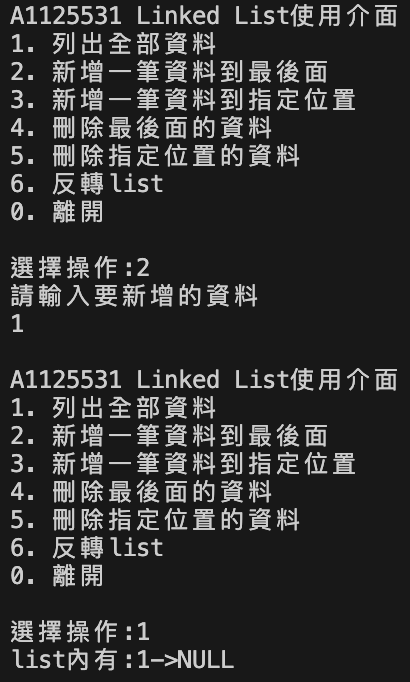 A1125531 Linked List使用介面
1. 列出全部資料
2. 新增一筆資料到最後面
3. 新增一筆資料到指定位置
4. 刪除最後面的資料
5. 刪除指定位置的資料
6. 反轉list
0. 離開
選擇操作:2
請輸入要新增的資料
1
A1125531 Linked List使用介面
1. 列出全部資料
2. 新增一筆資料到最後面
3. 新增一筆資料到指定位置
4. 刪除最後面的資料
5. 刪除指定位置的資料
6. 反轉list
0. 離開
選擇操作:1
list內有:1->NULL